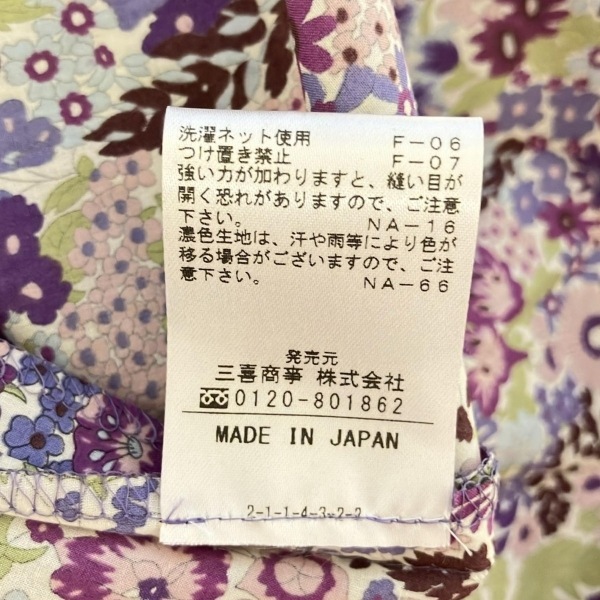 洗濯ネット使用 F-06
つけ置き禁止 F-07
強い力が加わりますと、縫い目が
開く恐れがありますので、ご注意
下さい。 NA-16
濃色生地は、汗や雨等により色が
移る場合がございますので、ご注
意下さい。 NA-66
発売元
三喜商亊 株式会社
0120-801862
MADE IN JAPAN
2-1-1-4-3-2-2